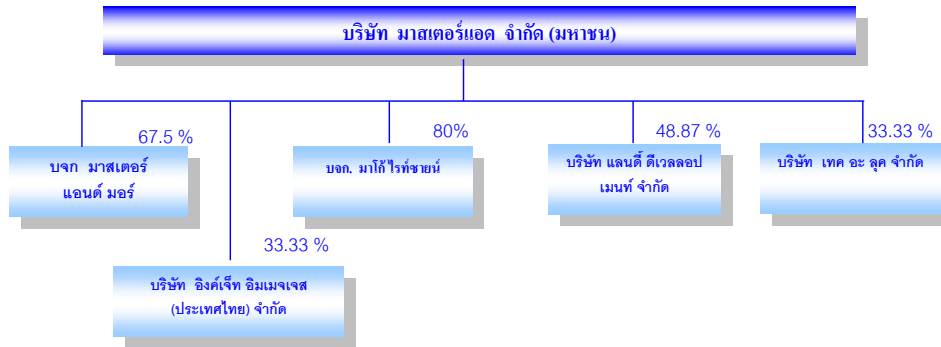 บริษัท มาสเตอร์แอด จำกัด (มหาชน)
67.5 %
80%
48.87 %
33.33 %
บจก มาสเตอร์
แอนด์ มอร์
บจก. มาโก้ ไรท์ซายน์
บริษัท แลนดี้ ดีเวลลอป
เมนท์ จำกัด
บริษัท เทค อะ ลุค จำกัด
33.33 %
บริษัท อิงค์เจ็ท อิมเมจเจส
(ประเทศไทย) จำกัด